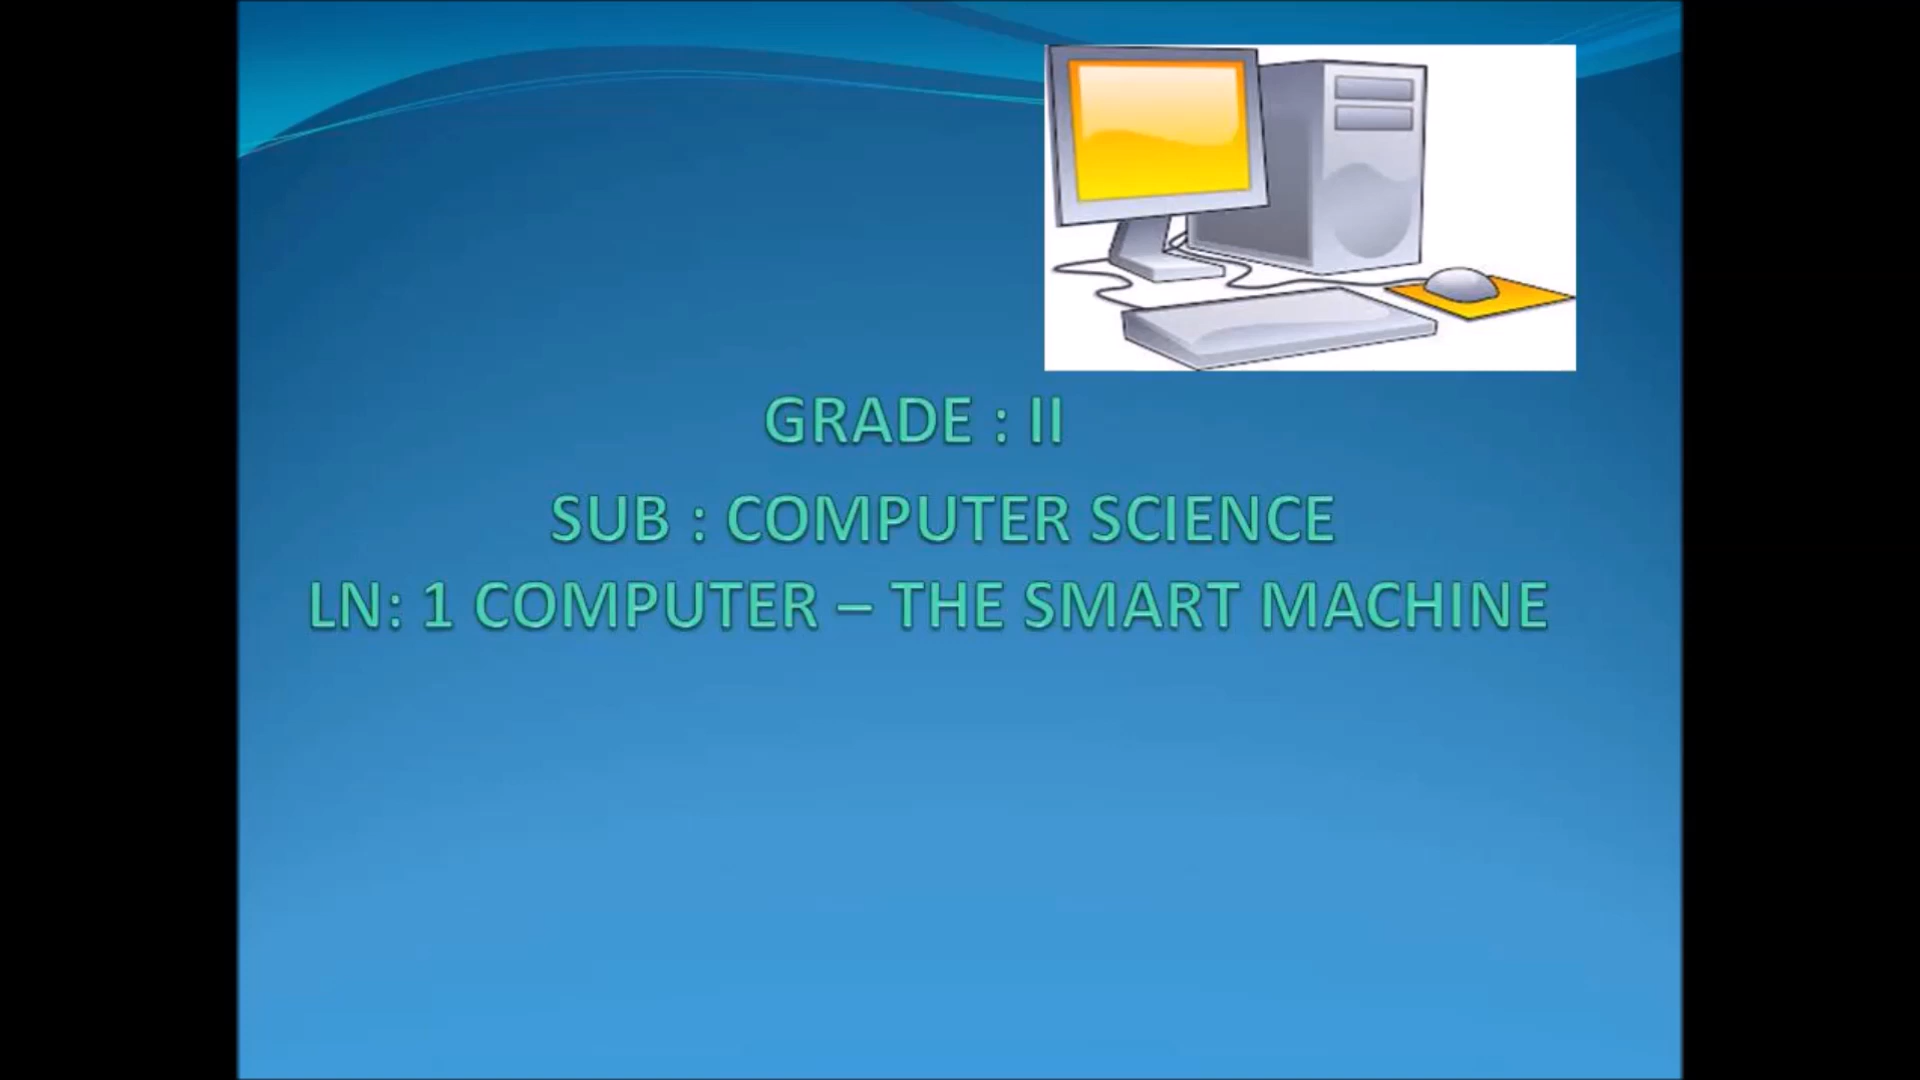 GRADE : II
SUB : COMPUTER SCIENCE
LN: 1 COMPUTER – THE SMART MACHINE